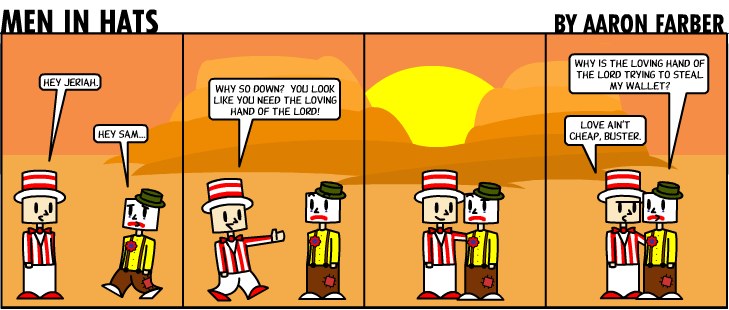 MEN IN HATS
BY AARON FARBER
HEY JERIAH.
HEY SAM...
WHY SO DOWN? YOU LOOK
LIKE YOU NEED THE LOVING
HAND OF THE LORD!
WHY IS THE LOVING HAND OF
THE LORD TRYING TO STEAL
MY WALLET?
LOVE AIN'T
CHEAP, BUSTER.